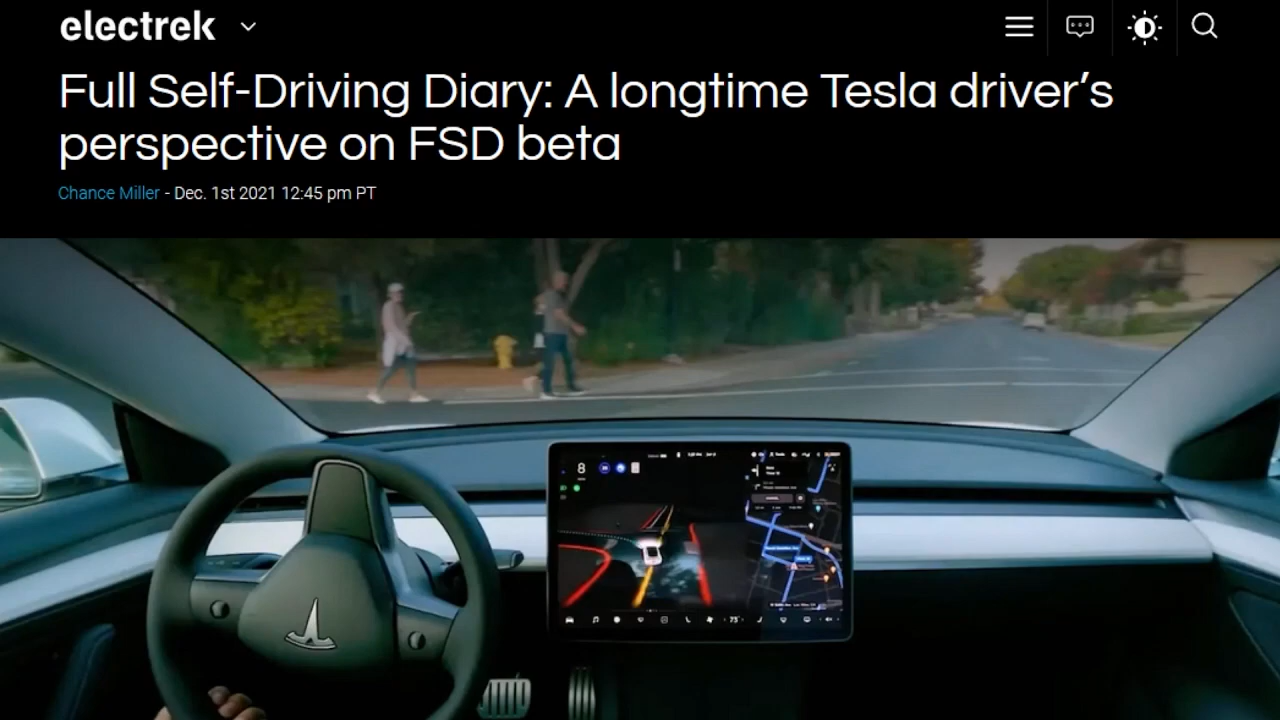 electrek
Full Self-Driving Diary: A longtime Tesla driver’s
perspective on FSD beta
Chance Miller - Dec. 1st 2021 12:45 pm PT
8